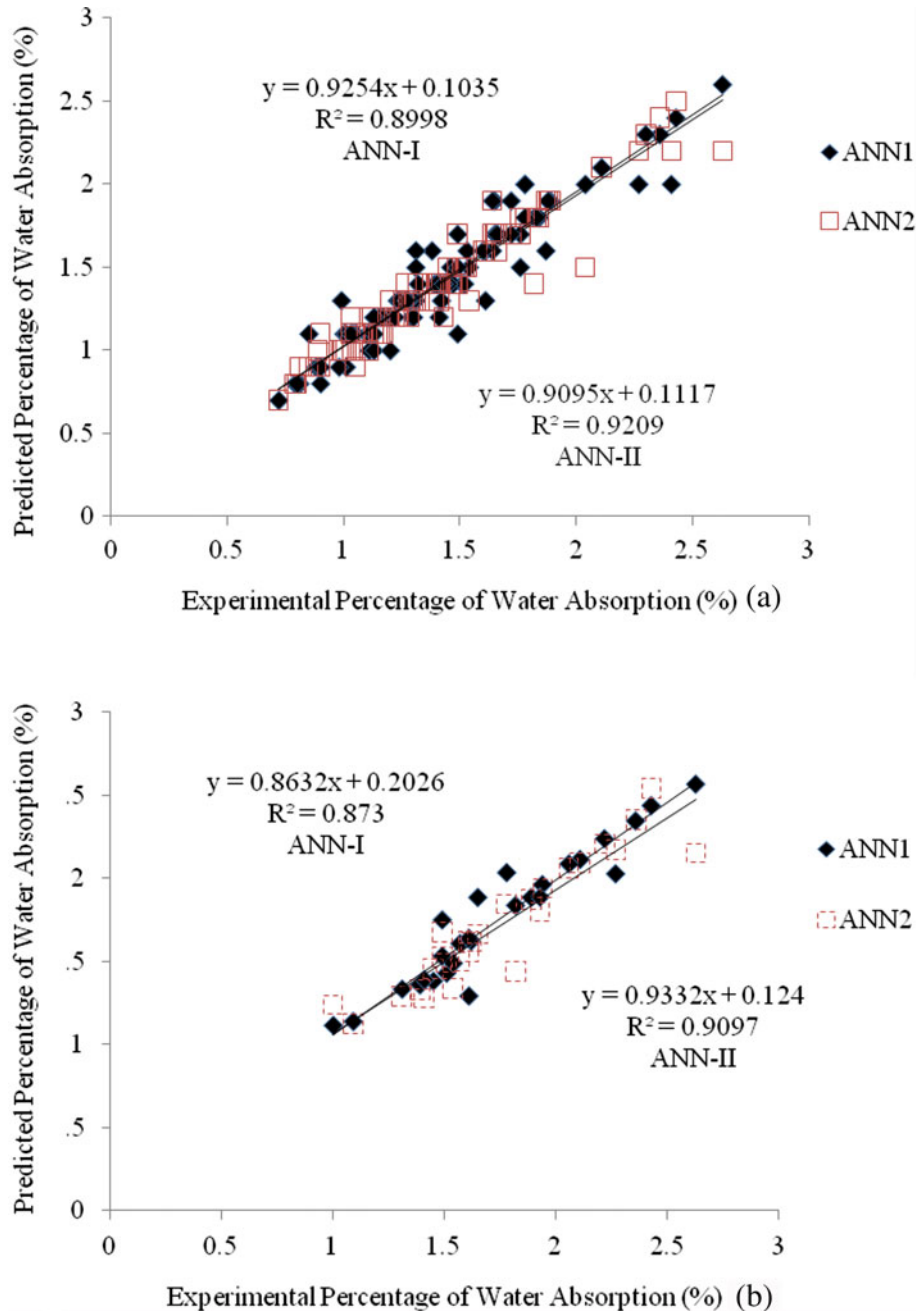 3
2.5
2
1.5
1
0.5
0
Predicted Percentage of Water Absorption (%)
y = 0.9254x + 0.1035
R² = 0.8998
ANN-I
y = 0.9095x + 0.1117
R² = 0.9209
ANN-II
ANN1
ANN2
0 0.5 1 1.5 2 2.5 3
Experimental Percentage of Water Absorption (%) (a)
3
.5
2
.5
1
.5
0
Predicted Percentage of Water Absorption (%)
y = 0.8632x + 0.2026
R² = 0.873
ANN-I
y = 0.9332x + 0.124
R² = 0.9097
ANN-II
ANN1
ANN2
0 0.5 1 1.5 2 2.5 3
Experimental Percentage of Water Absorption (%) (b)